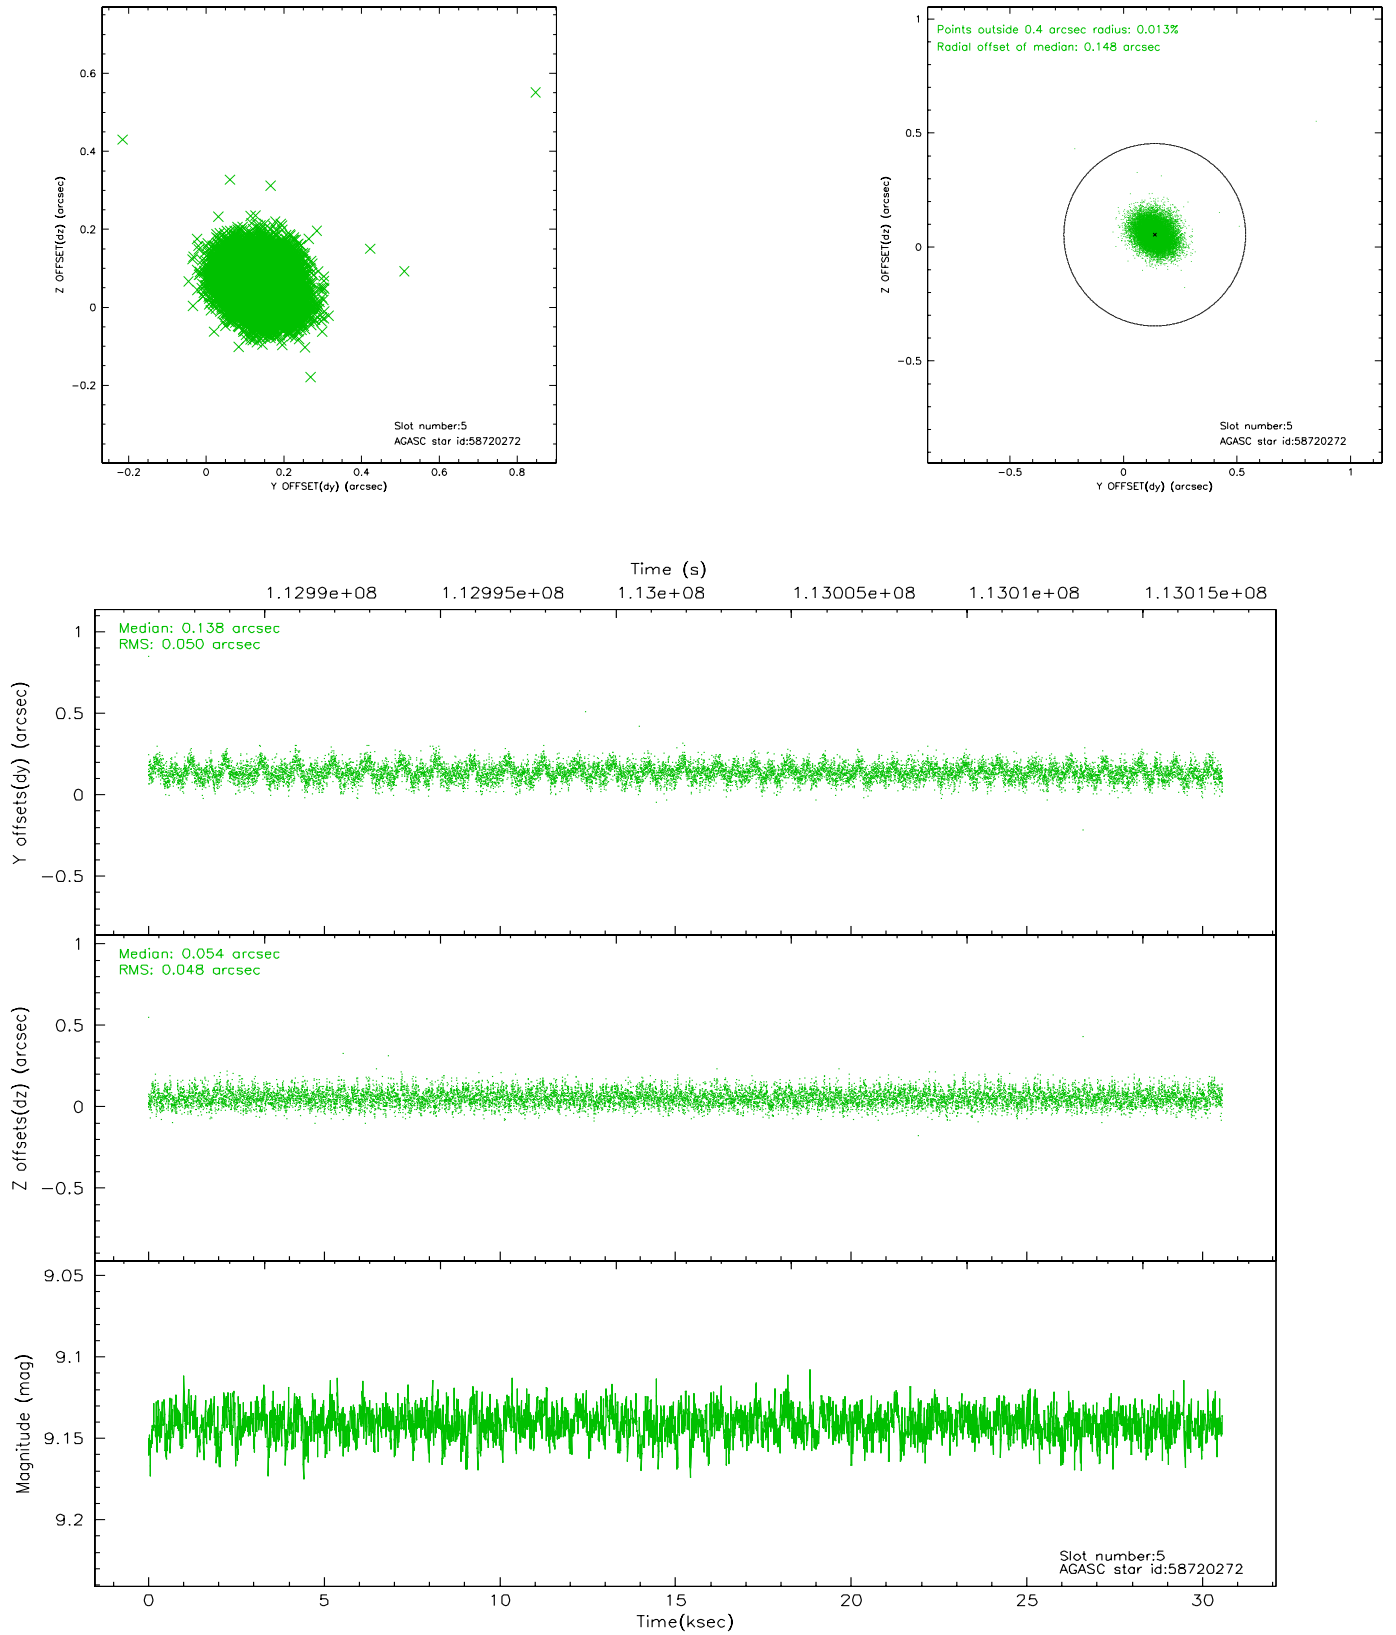 0.6
0.4
0.2
0
−0.2
Z OFFSET(dz) (arcsec)
Slot number:5
AGASC star id:58720272
−0.2 0 0.2 0.4 0.6 0.8
Y OFFSET(dy) (arcsec)
Points outside 0.4 arcsec radius: 0.013%
Radial offset of median: 0.148 arcsec
1
0.5
0
−0.5
Z OFFSET(dz) (arcsec)
Slot number:5
AGASC star id:58720272
−0.5 0 0.5 1
Y OFFSET(dy) (arcsec)
Time (s)
1.1299e+08 1.12995e+08 1.13e+08 1.13005e+08 1.1301e+08 1.13015e+08
Median: 0.138 arcsec
RMS: 0.050 arcsec
1
0.5
0
−0.5
Y offsets(dy) (arcsec)
Median: 0.054 arcsec
RMS: 0.048 arcsec
1
0.5
0
−0.5
Z offsets(dz) (arcsec)
9.05
9.1
9.15
9.2
Magnitude (mag)
Slot number:5
AGASC star id:58720272
0 5 10 15 20 25 30
Time(ksec)